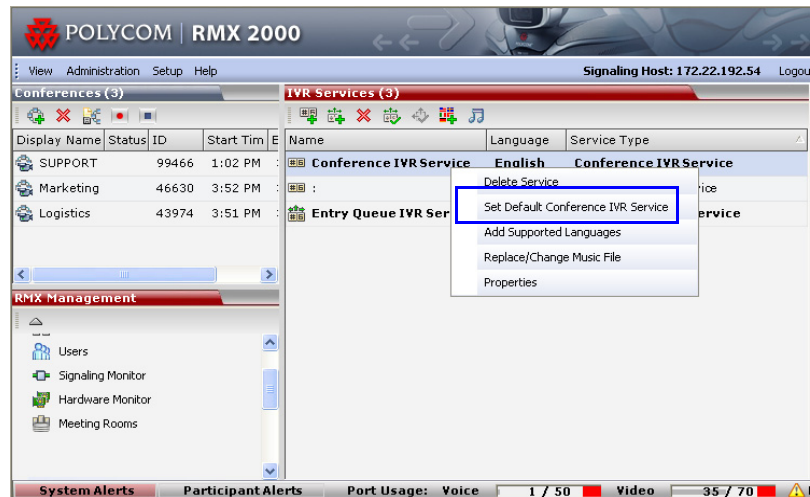 POLYCOM | RMX 2000
View Administration Setup Help Signaling Host: 172.22.192.54 Logou
Conferences (3)
Display Name Status ID Start Tim E
SUPPORT 99466 1:02 PM
Marketing 46630 3:52 PM
Logistics 43974 3:51 PM
IVR Services (3)
Name Language Service Type
Conference IVR Service English Conference IVR Service
: vice
Entry Queue IVR Ser ervice
Delete Service
Set Default Conference IVR Service
Add Supported Languages
Replace/Change Music File
Properties
RMX Management
Users
Signaling Monitor
Hardware Monitor
Meeting Rooms
System Alerts Participant Alerts Port Usage: Voice 1 / 50 Video 35 / 70